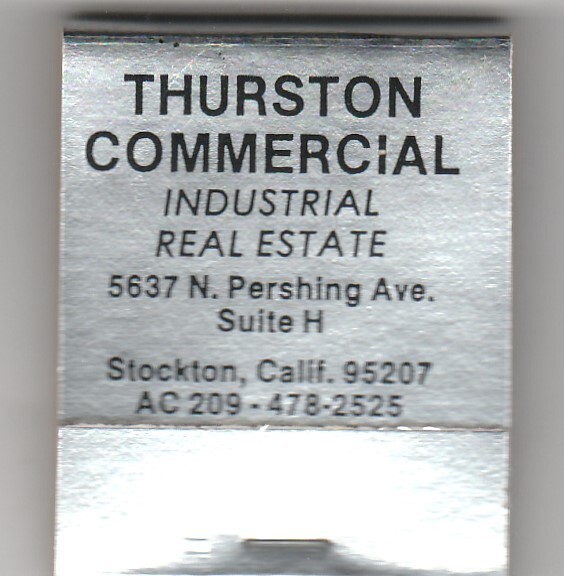 THURSTON
COMMERCIAL
INDUSTRIAL
REAL ESTATE
5637 N. Pershing Ave.
Suite H
Stockton, Calif. 95207
AC 209 - 478-2525